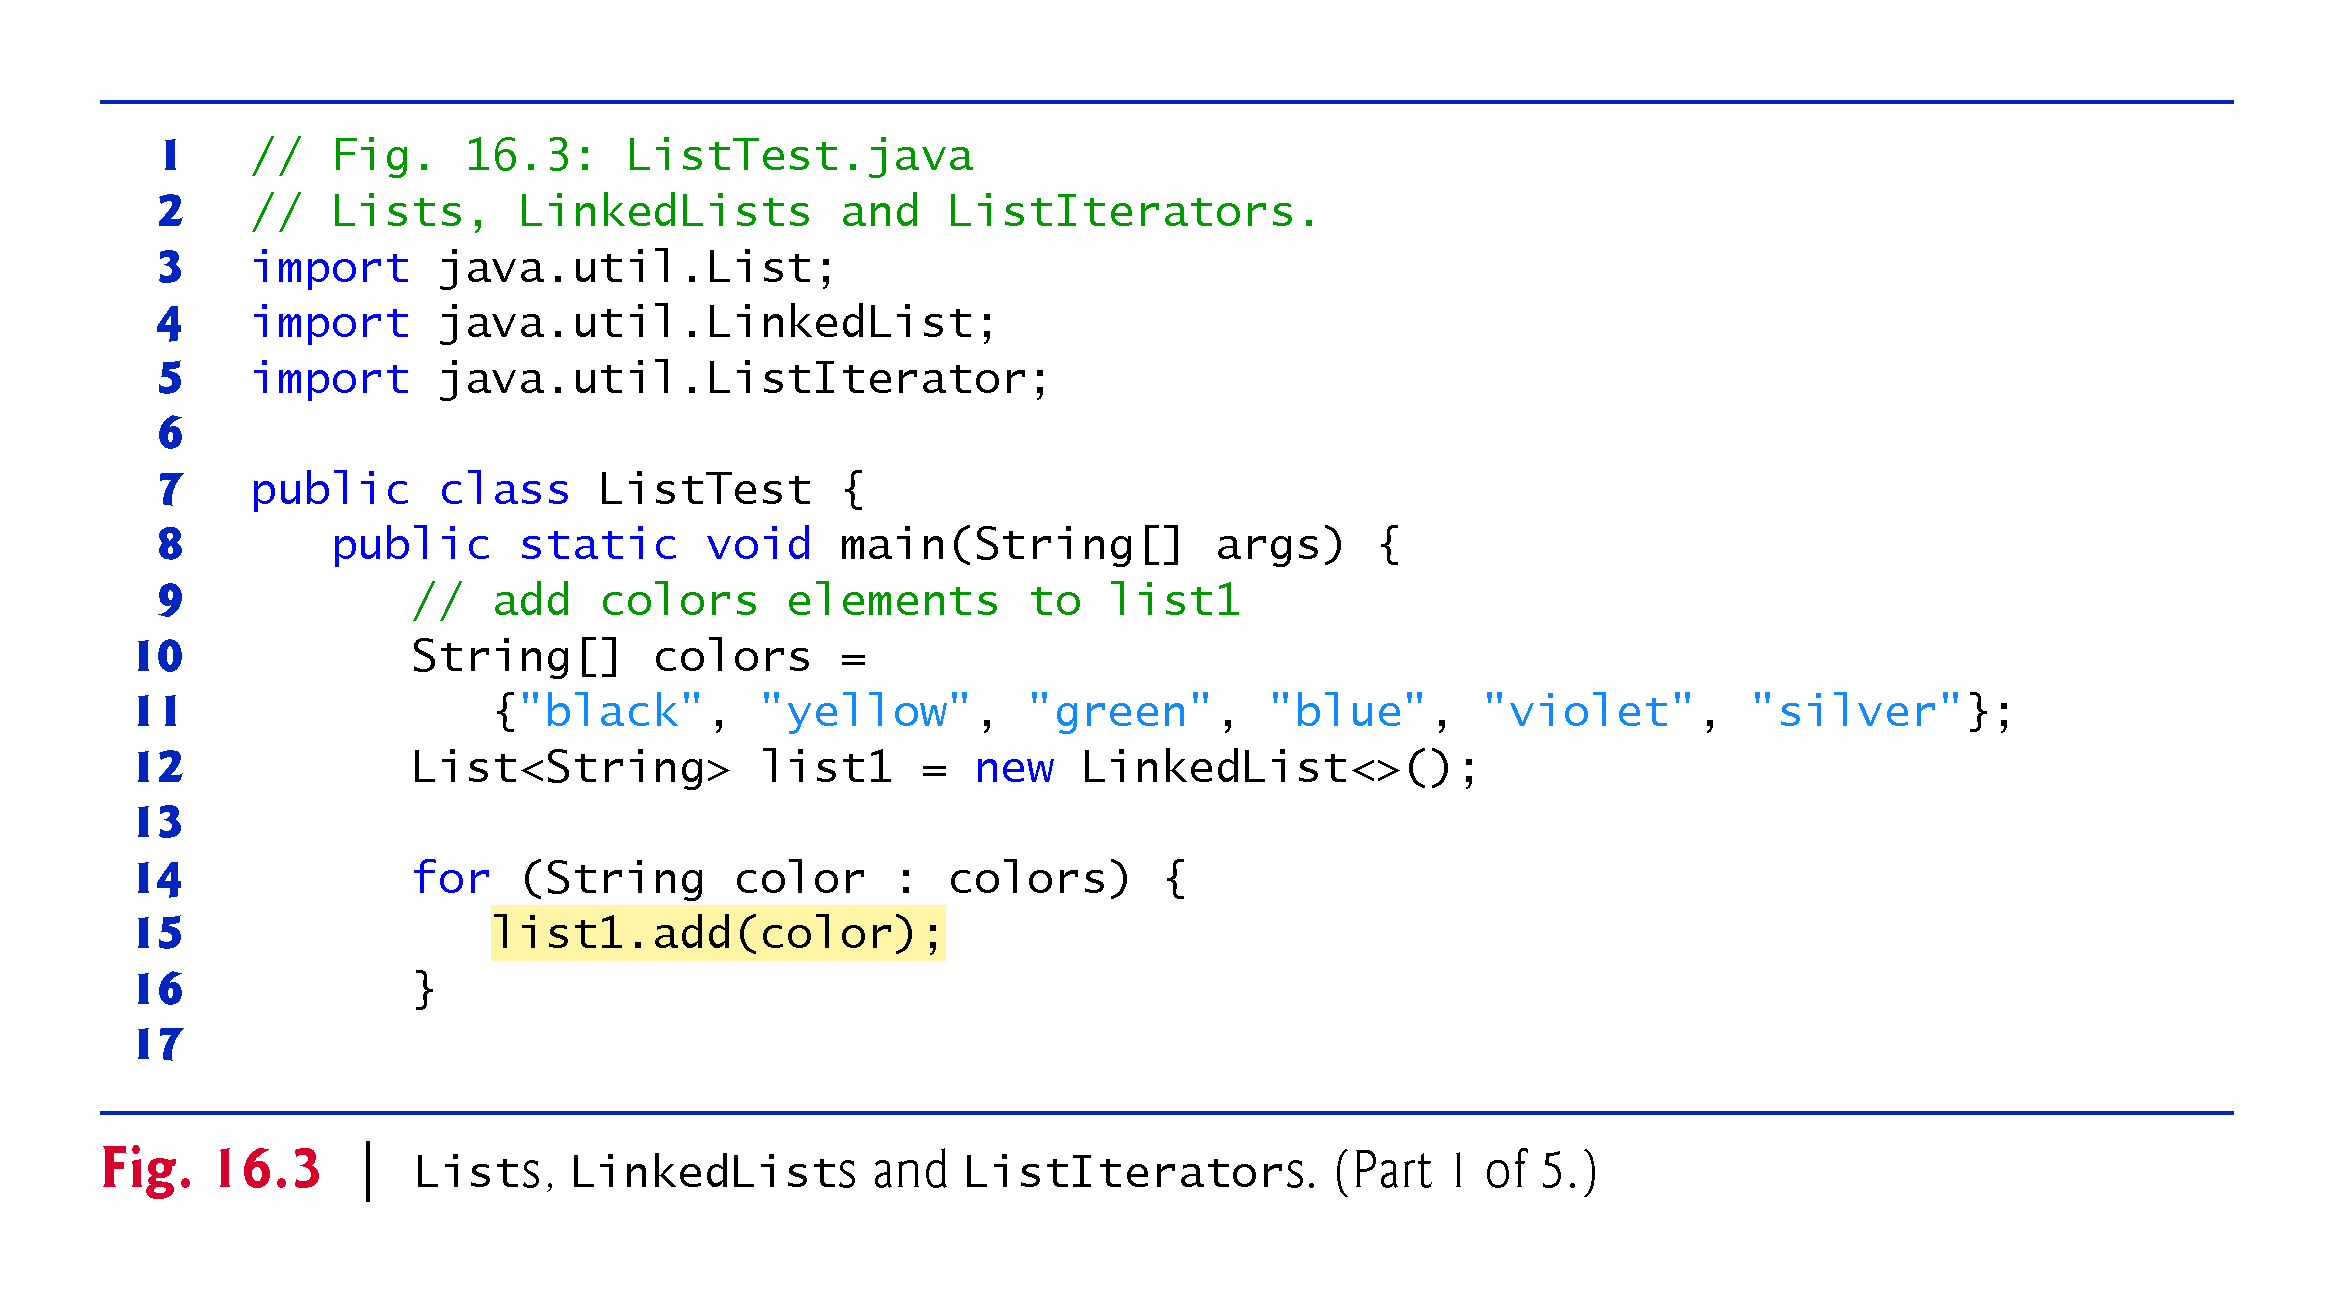 1 // Fig. 16.3: ListTest.java
2 // Lists, LinkedLists and ListIterators.
3 import java.util.List;
4 import java.util.LinkedList;
5 import java.util.ListIterator;
6
7 public class ListTest {
8    public static void main(String[] args) {
9       // add colors elements to list1
10       String[] colors =
11          {"black", "yellow", "green", "blue", "violet", "silver"};
12       List<String> list1 = new LinkedList<>();
13
14       for (String color : colors) {
15          list1.add(color);
16       }
17
Fig. 16.3 | Lists, LinkedLists and ListIterators. (Part 1 of 5.)